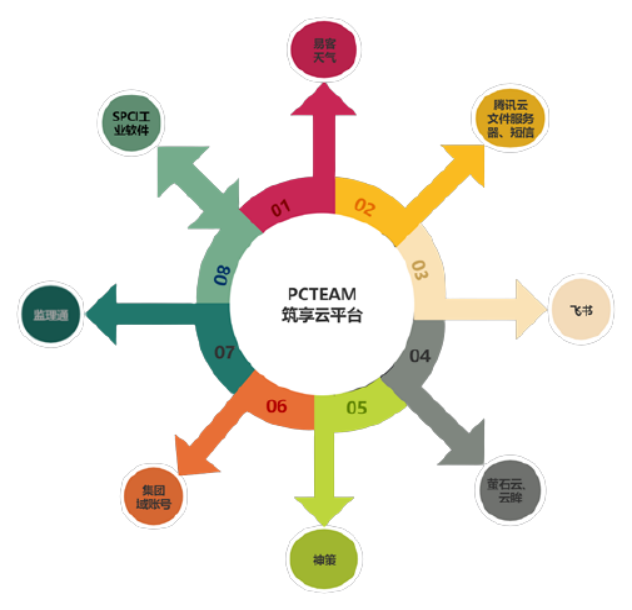 易客
天气
腾讯云
文件服务
器、短信
SPCI工
业软件
01
02
03
04
05
06
07
08
PCTEAM
筑享云平台
监理通
飞书
集团
域账号
萤石云、
云眸
神策